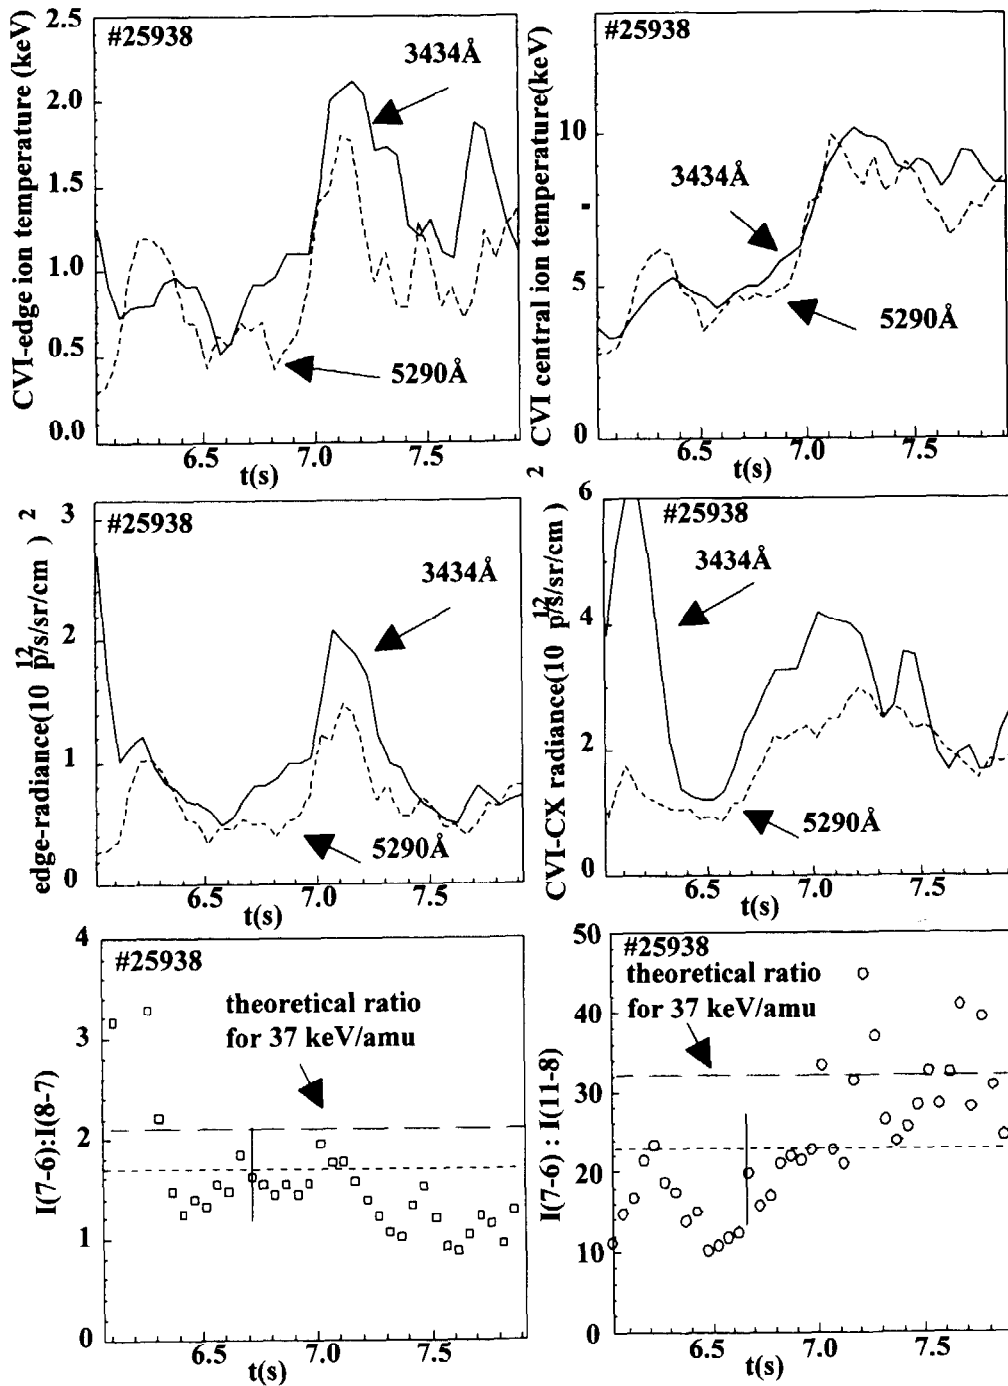 CVI-edge ion temperature (keV)
2.5
2.0
1.5
1.0
0.5
0.0
#25938
3434Å
5290Å
6.5
7.0
7.5
t(s)
CVI central ion temperature(keV)
10
5
0
#25938
3434Å
5290Å
6.5
7.0
7.5
t(s)
edge-radiance(10 12 p/s/sr/cm 2 )
3
2
1
0
#25938
3434Å
5290Å
6.5
7.0
7.5
t(s)
CVI-CX radiance(10 12 p/s/sr/cm 2 )
6
4
2
0
#25938
3434Å
5290Å
6.5
7.0
7.5
t(s)
I(7-6):I(8-7)
4
3
2
1
0
#25938
theoretical ratio
for 37 keV/amu
6.5
7.0
7.5
t(s)
I(7-6) : I(11-8)
50
40
30
20
10
0
#25938
theoretical ratio
for 37 keV/amu
6.5
7.0
7.5
t(s)